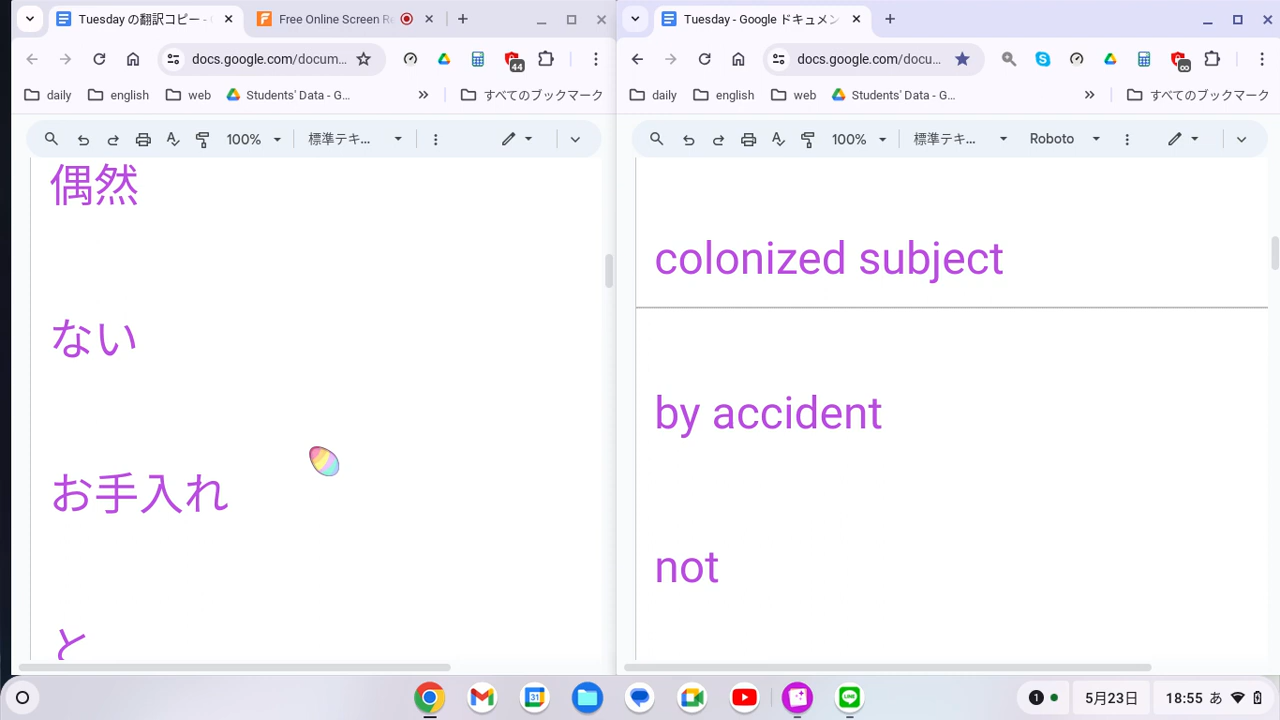 Tuesday の翻訳コピー -
Free Online Screen R
docs.google.com/docum...
44
daily
english
web
Students' Data - G...
すべてのブックマーク
100%
標準テキ...
偶然
ない
お手入れ
と
Tuesday - Google ドキュメン
docs.google.com/docu...
daily
english
web
Students' Data - G...
すべてのブックマーク
100%
標準テキ...
Roboto
colonized subject
by accident
not
31
LINE
1
5月23日
18:55 あ